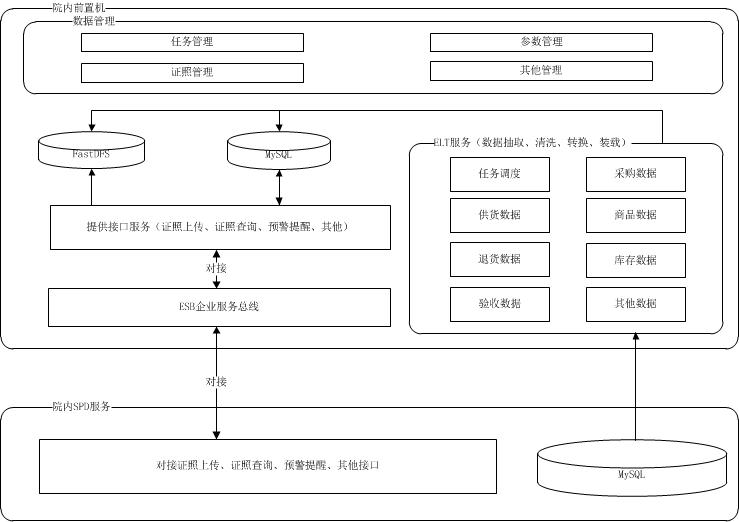 院内前置机
数据管理
任务管理
参数管理
证照管理
其他管理
FastDFS
MySQL
ELT服务（数据抽取、清洗、转换、装载）
任务调度
采购数据
供货数据
商品数据
退货数据
库存数据
验收数据
其他数据
提供接口服务（证照上传、证照查询、预警提醒、其他）
对接
ESB企业服务总线
对接
院内SPD服务
对接证照上传、证照查询、预警提醒、其他接口
MySQL